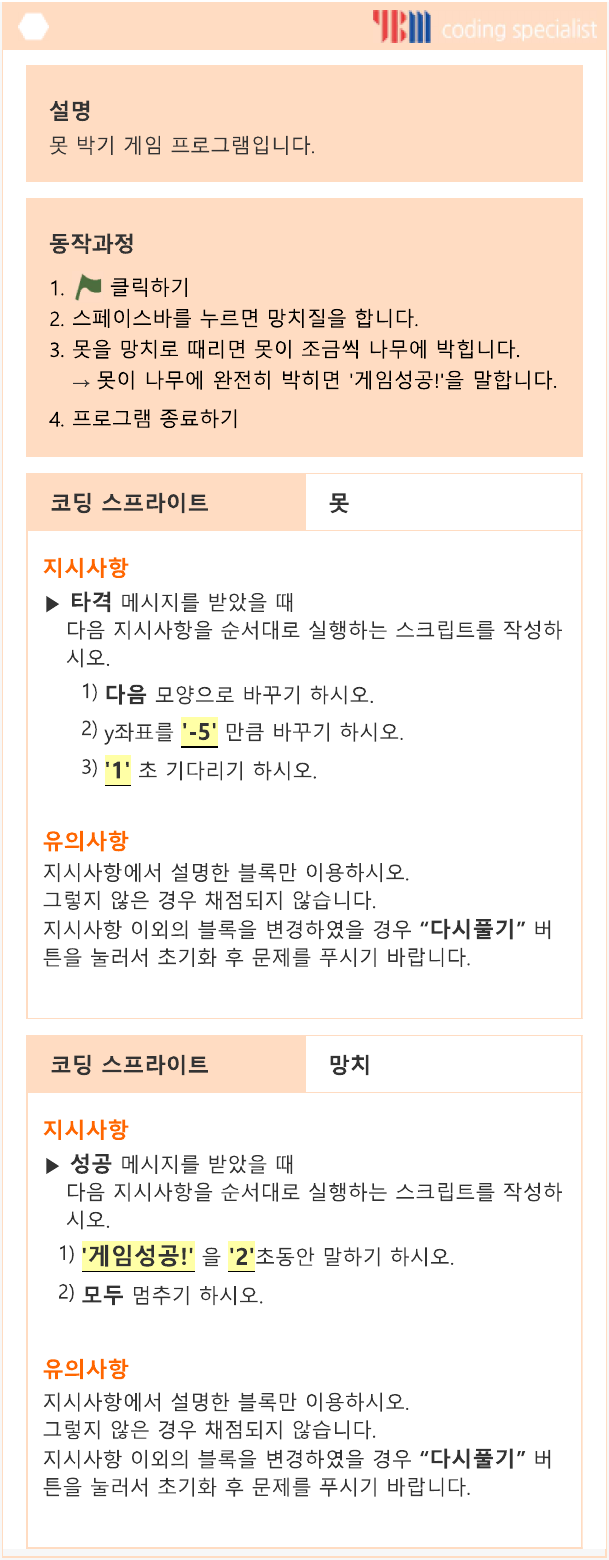 YBM coding specialist
설명
못 박기 게임 프로그램입니다.
동작과정
1. 클릭하기
2. 스페이스바를 누르면 망치질을 합니다.
3. 못을 망치로 때리면 못이 조금씩 나무에 박힙니다.
→ 못이 나무에 완전히 박히면 '게임성공!'을 말합니다.
4. 프로그램 종료하기
코딩 스프라이트 못
지시사항
▶ 타격 메시지를 받았을 때
다음 지시사항을 순서대로 실행하는 스크립트를 작성하
시오.
1) 다음 모양으로 바꾸기 하시오.
2) y좌표를 '-5' 만큼 바꾸기 하시오.
3) '1' 초 기다리기 하시오.
유의사항
지시사항에서 설명한 블록만 이용하시오.
그렇지 않은 경우 채점되지 않습니다.
지시사항 이외의 블록을 변경하였을 경우 “다시풀기” 버
튼을 눌러서 초기화 후 문제를 푸시기 바랍니다.
코딩 스프라이트 망치
지시사항
▶ 성공 메시지를 받았을 때
다음 지시사항을 순서대로 실행하는 스크립트를 작성하
시오.
1) '게임성공!' 을 '2'초동안 말하기 하시오.
2) 모두 멈추기 하시오.
유의사항
지시사항에서 설명한 블록만 이용하시오.
그렇지 않은 경우 채점되지 않습니다.
지시사항 이외의 블록을 변경하였을 경우 “다시풀기” 버
튼을 눌러서 초기화 후 문제를 푸시기 바랍니다.